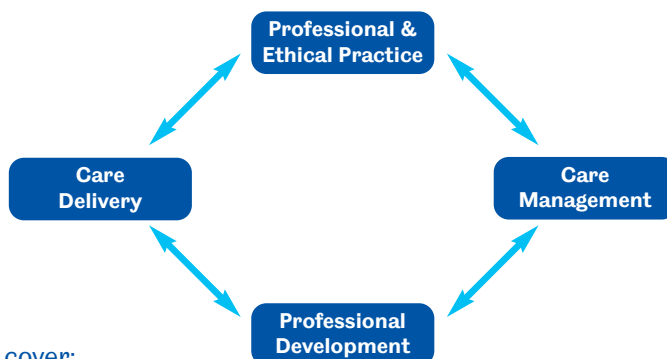 Professional &
Ethical Practice
Care
Delivery
Care
Management
Professional
Development
cover: